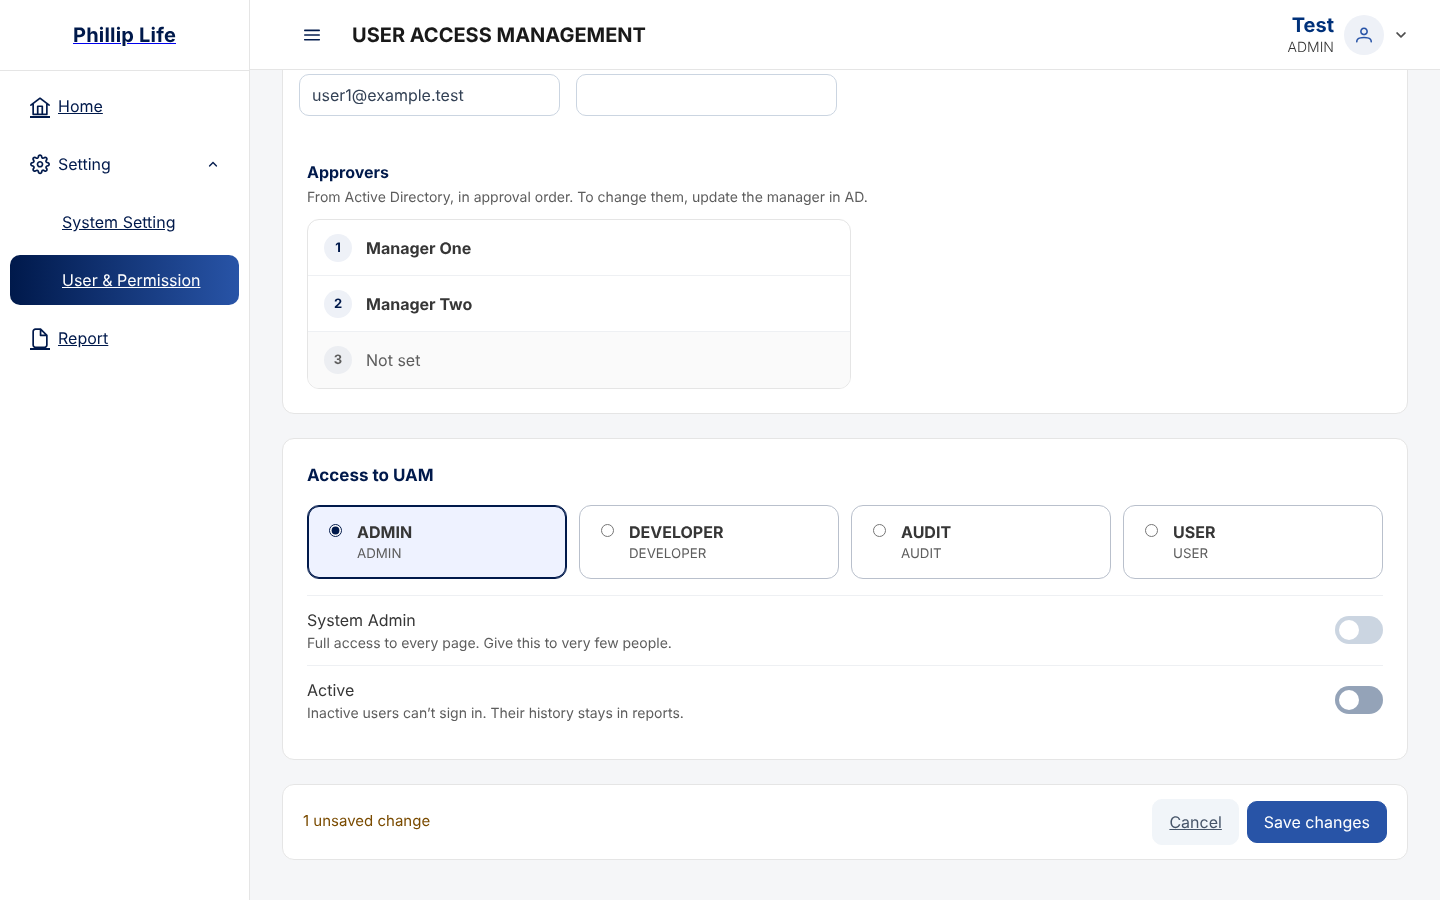 Phillip Life
USER ACCESS MANAGEMENT
Test
ADMIN
Home
Setting
System Setting
User & Permission
Report
user1@example.test
Approvers
From Active Directory, in approval order. To change them, update the manager in AD.
1 Manager One
2 Manager Two
3 Not set
Access to UAM
ADMIN
ADMIN
DEVELOPER
DEVELOPER
AUDIT
AUDIT
USER
USER
System Admin
Full access to every page. Give this to very few people.
Active
Inactive users can’t sign in. Their history stays in reports.
1 unsaved change
Cancel
Save changes